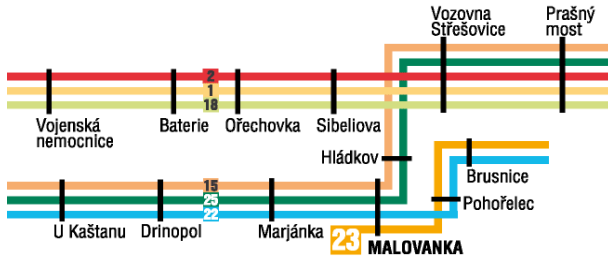 Vozovna
Střešovice
Prašný
most
2
1
18
Vojenská
nemocnice
Baterie
Ořechovka
Sibeliova
Hládkov
15
25
22
Brusnice
Pohořelec
U Kaštanu
Drinopol
Marjánka
23
MALOVANKA